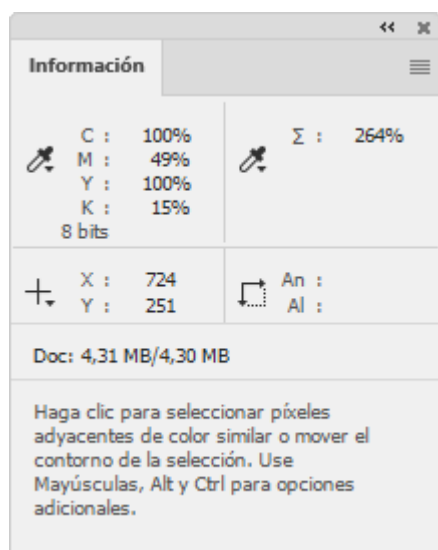 Información
C : 100%
M : 49%
Y : 100%
K : 15%
8 bits
Σ : 264%
X : 724
Y : 251
An :
Al :
Doc: 4,31 MB/4,30 MB
Haga clic para seleccionar píxeles
adyacentes de color similar o mover el
contorno de la selección. Use
Mayúsculas, Alt y Ctrl para opciones
adicionales.